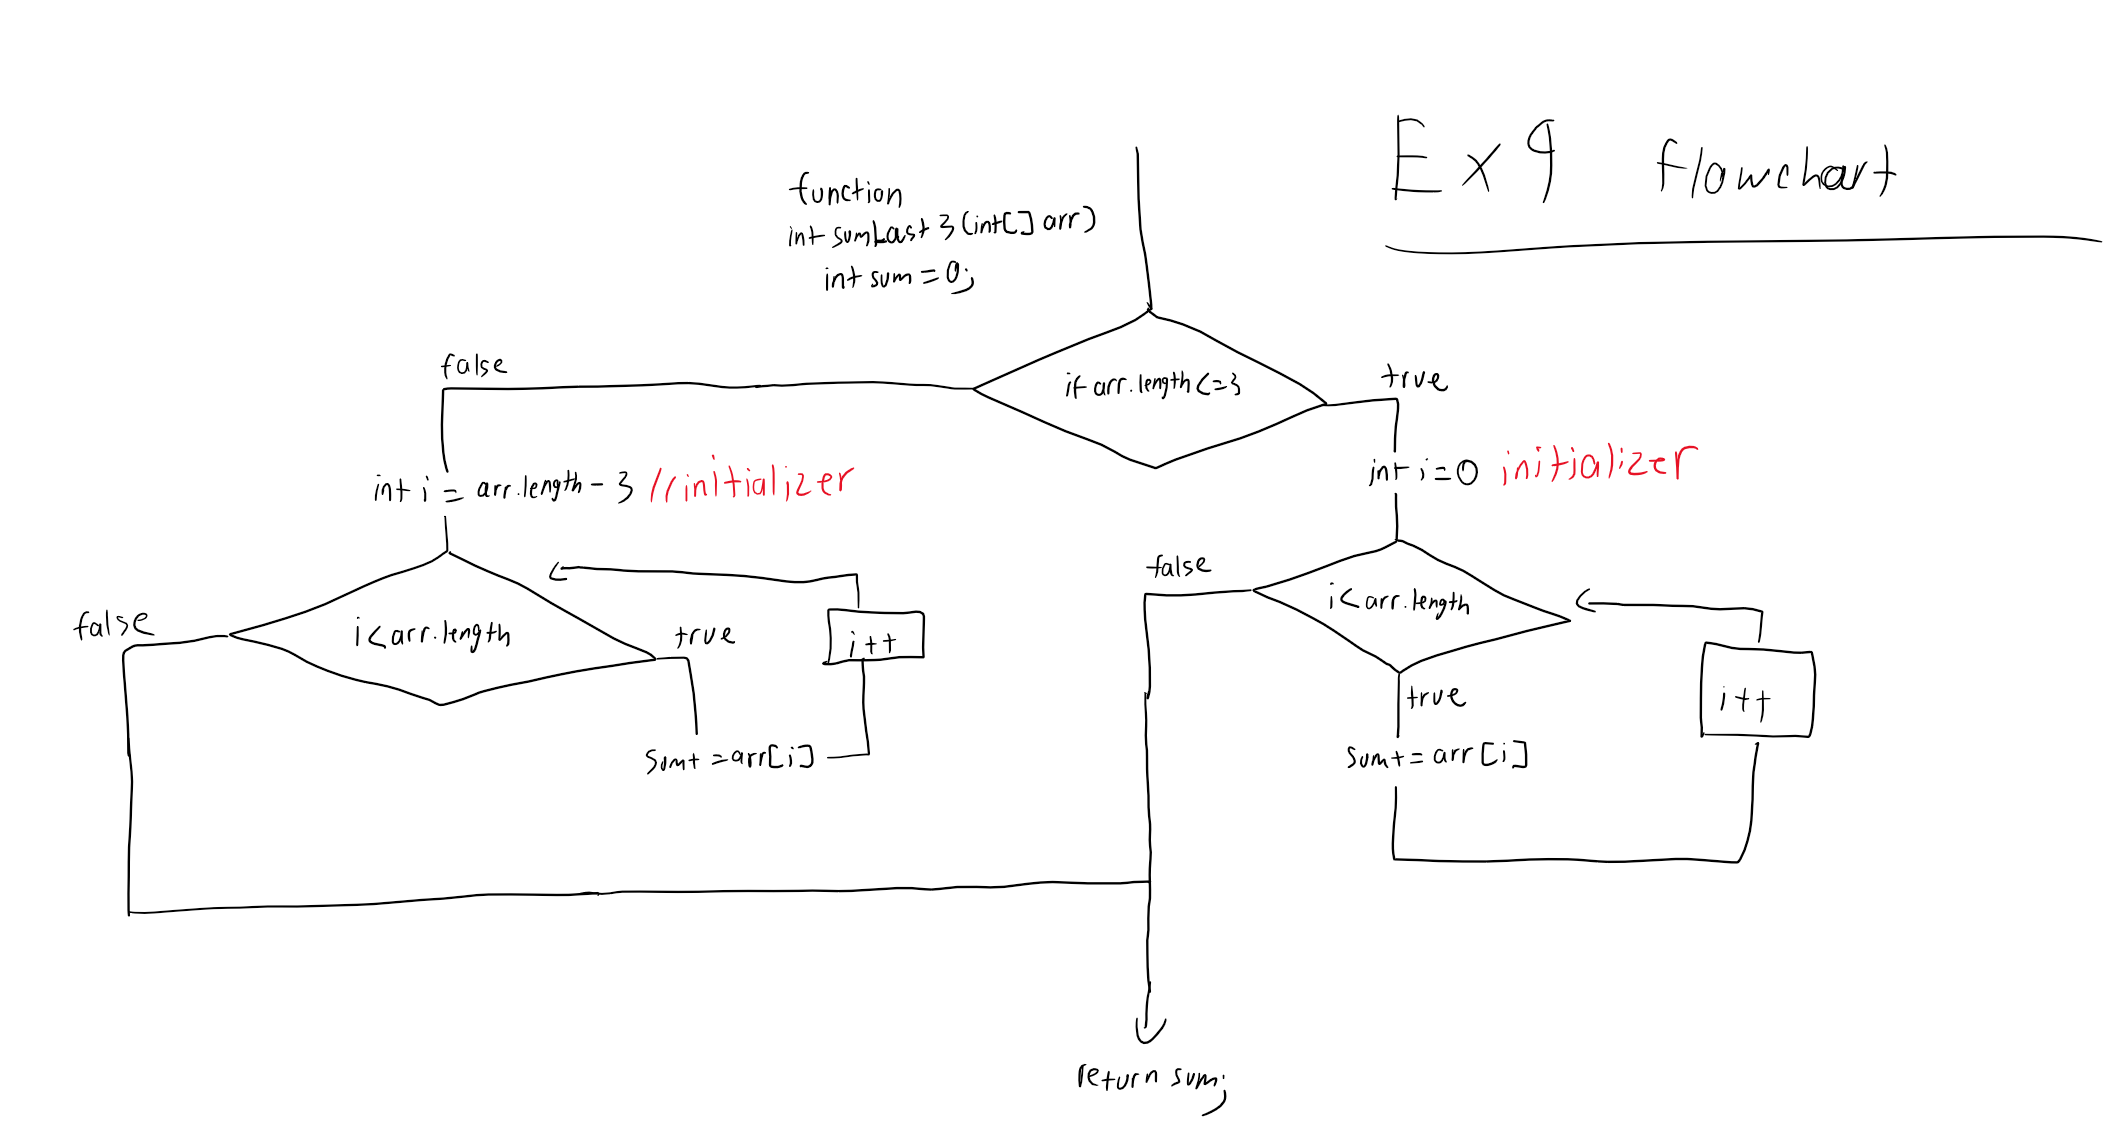 Ex 9 flowchart
function
int sumLast3(int[] arr)
int sum = 0;
if arr.length <= 3
false
true
int i = arr.length - 3 //initializer
int i = 0 initializer
false
i < arr.length
true
i++
sum += arr[i]
false
i < arr.length
true
i++
sum += arr[i]
return sum;